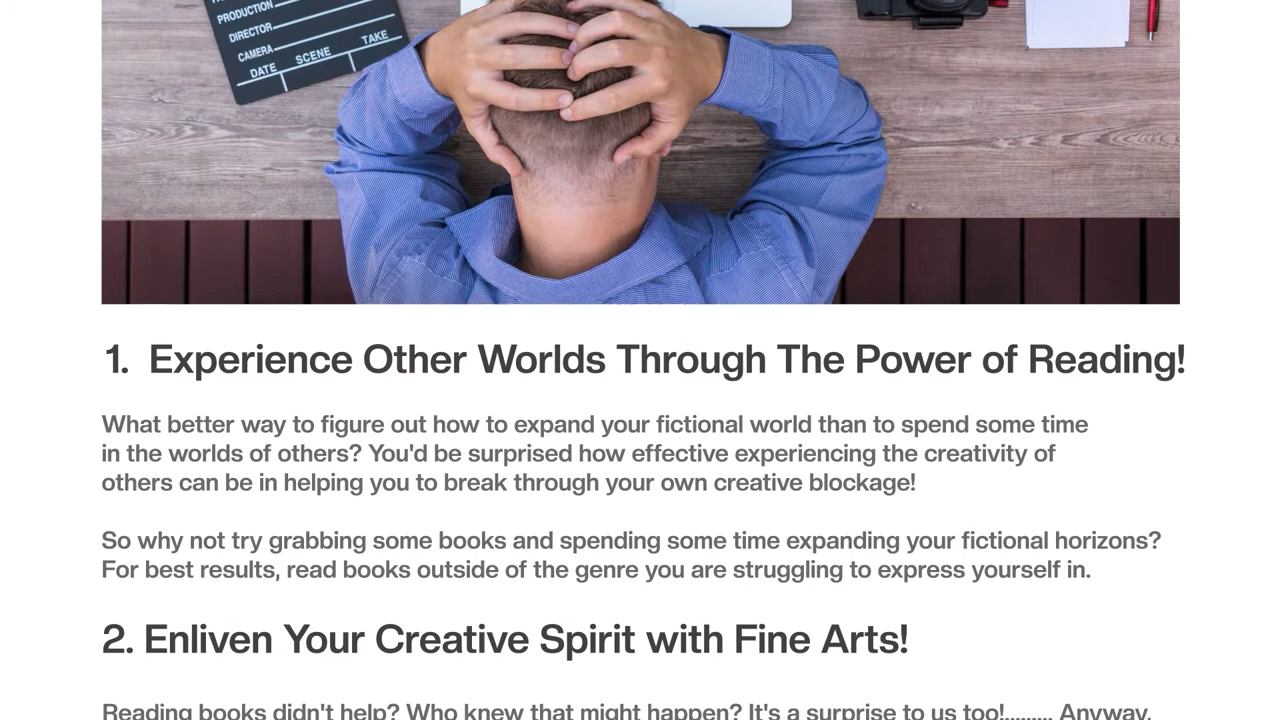 PRODUCTION
DIRECTOR
CAMERA
DATE SCENE TAKE
1. Experience Other Worlds Through The Power of Reading!
What better way to figure out how to expand your fictional world than to spend some time
in the worlds of others? You'd be surprised how effective experiencing the creativity of
others can be in helping you to break through your own creative blockage!
So why not try grabbing some books and spending some time expanding your fictional horizons?
For best results, read books outside of the genre you are struggling to express yourself in.
2. Enliven Your Creative Spirit with Fine Arts!
Reading books didn't help? Who knew that might happen? It's a surprise to us too!......... Anyway,